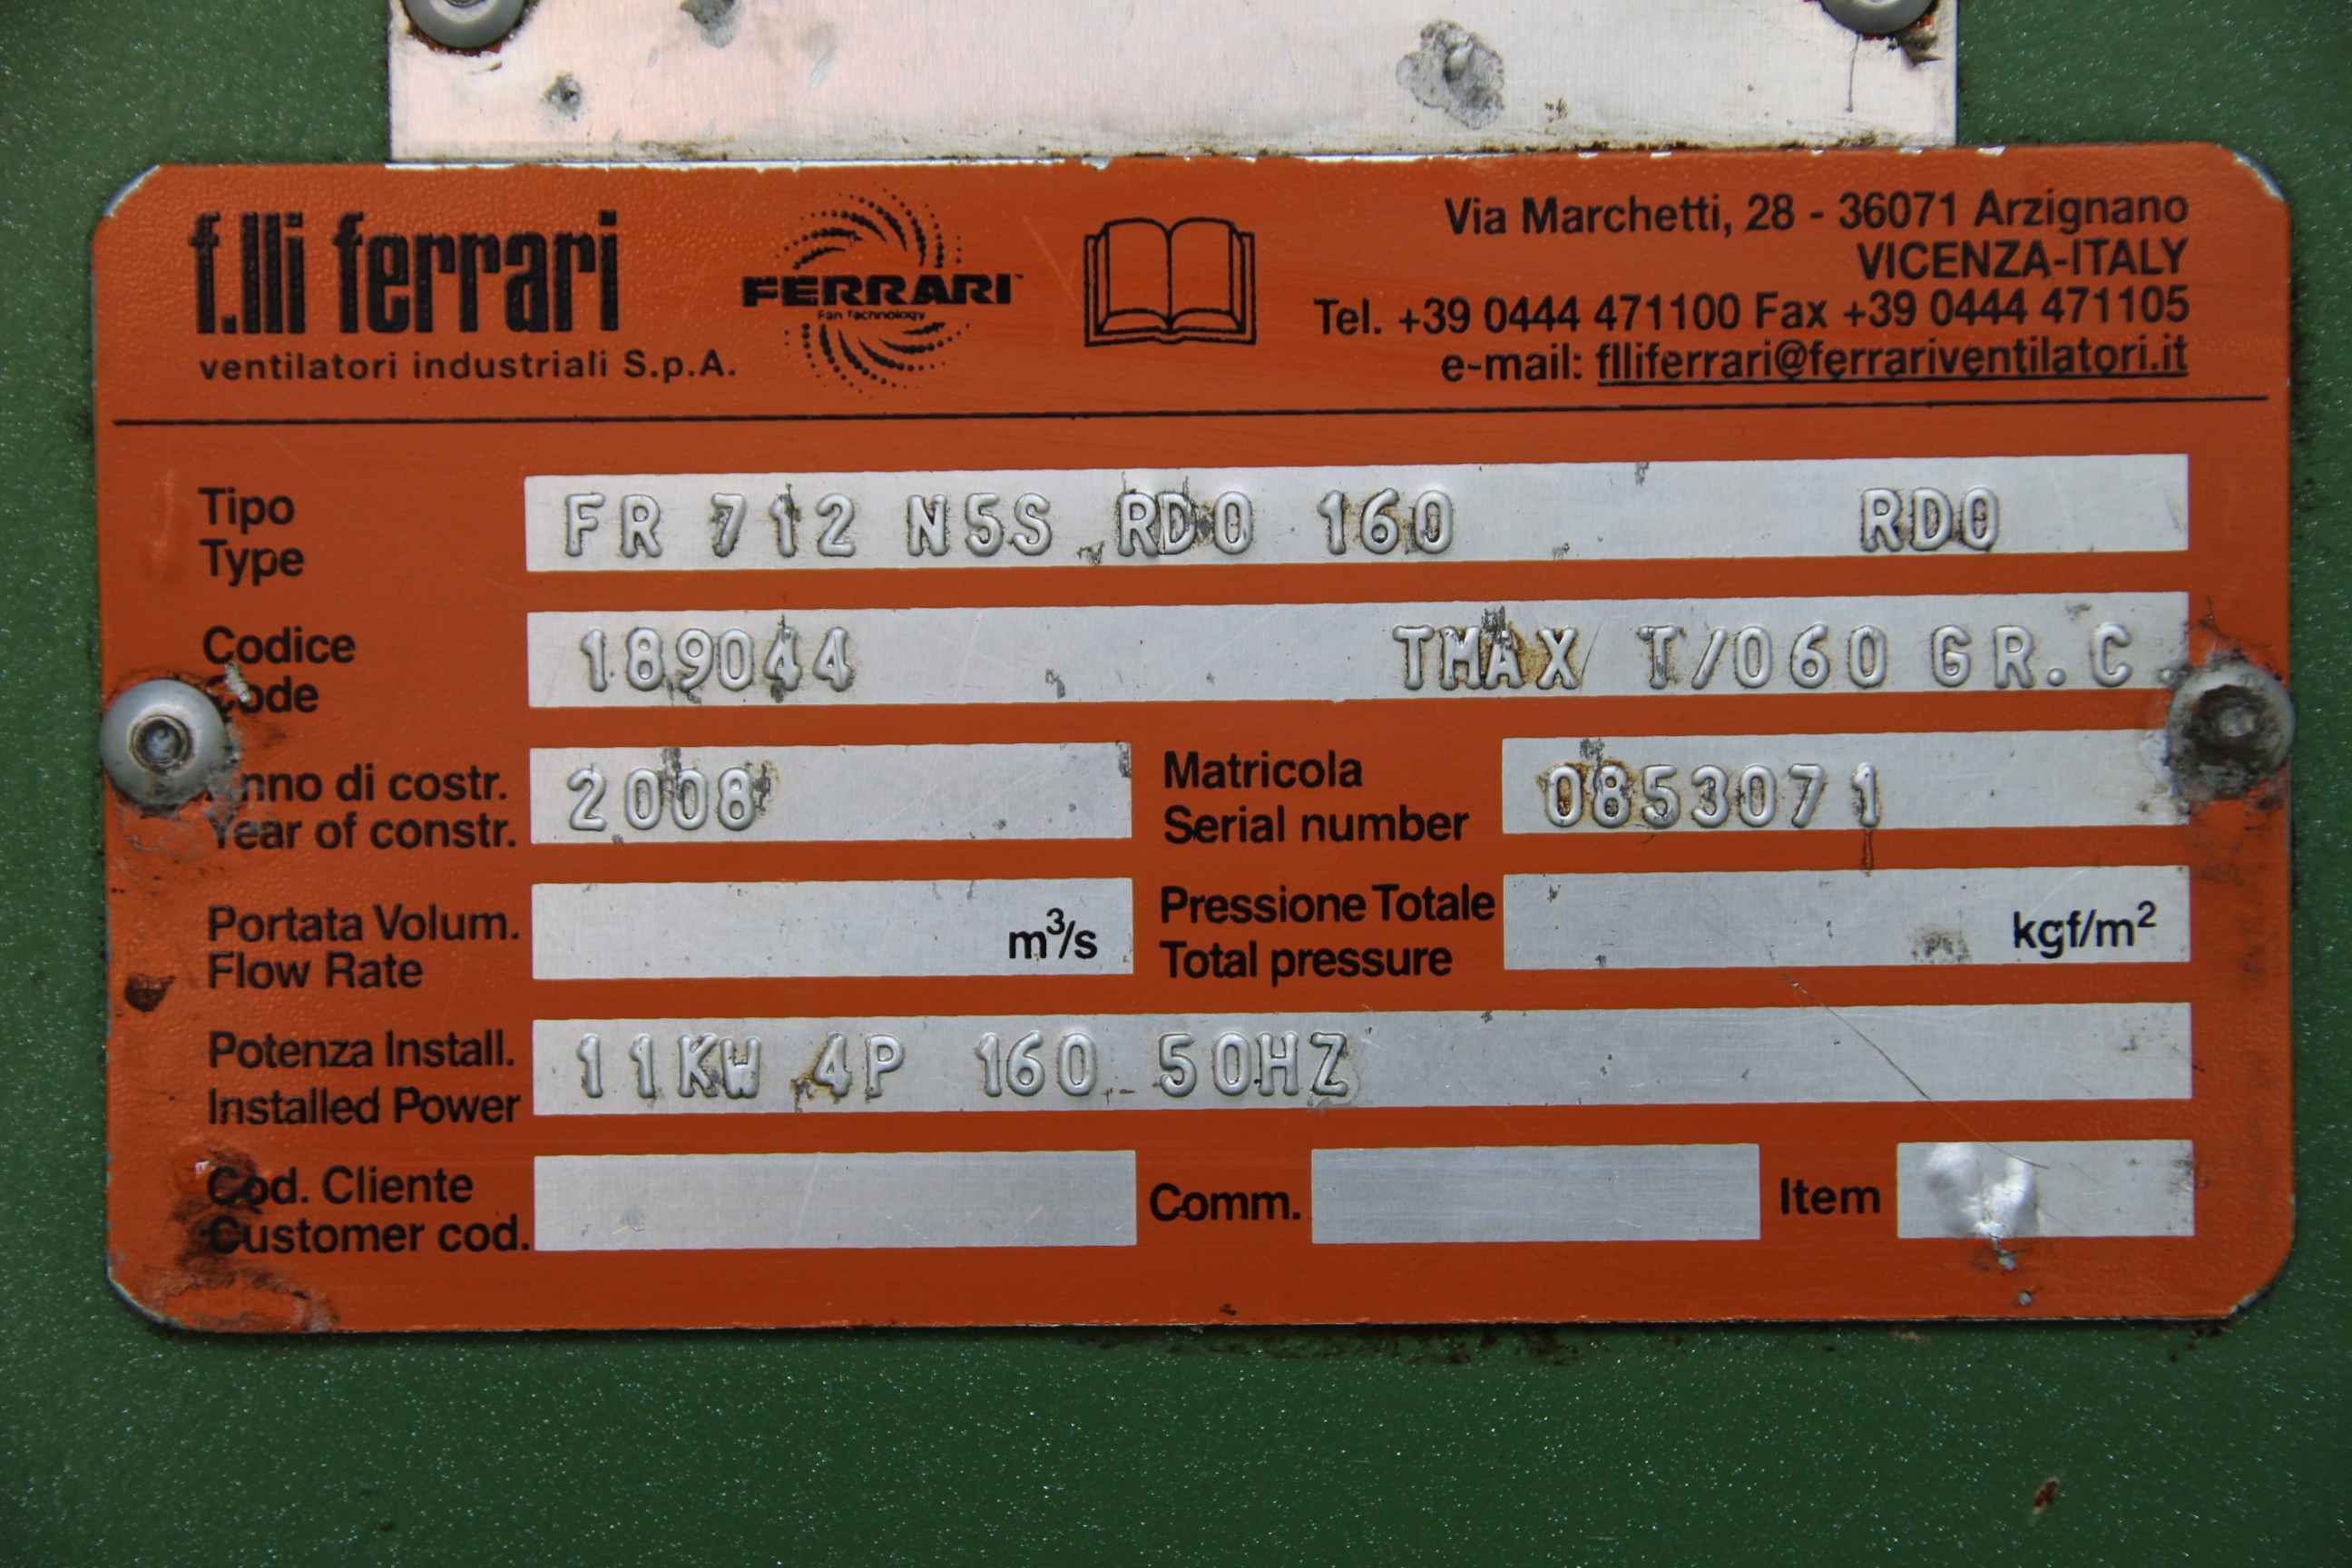 f.lli ferrari
ventilatori industriali S.p.A.
FERRARI
Fan Technology
Via Marchetti, 28 - 36071 Arzignano
VICENZA-ITALY
Tel. +39 0444 471100 Fax +39 0444 471105
e-mail: flliferrari@ferrariventilatori.it
Tipo
Type
FR 712 N5S RD0 160 RD0
Codice
Code
189044 TMAX T/060 GR.C
Anno di costr.
Year of constr.
2008
Matricola
Serial number
0853071
Portata Volum.
Flow Rate
m³/s
Pressione Totale
Total pressure
kgf/m²
Potenza Install.
Installed Power
11KW 4P 160 50HZ
Cod. Cliente
Customer cod.
Comm.
Item